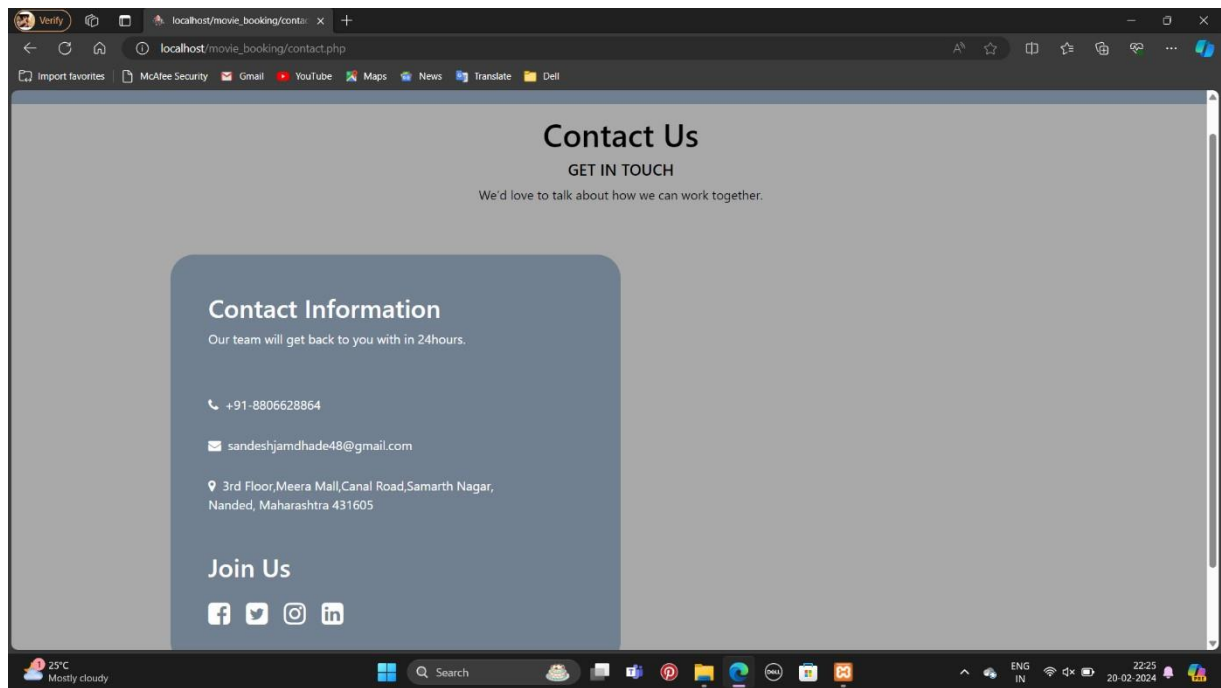 Verify
localhost/movie_booking/contac
localhost/movie_booking/contact.php
Import favorites McAfee Security Gmail YouTube Maps News Translate Dell
Contact Us
GET IN TOUCH
We'd love to talk about how we can work together.
Contact Information
Our team will get back to you with in 24hours.
+91-8806628864
sandeshjamdhade48@gmail.com
3rd Floor,Meera Mall,Canal Road,Samarth Nagar,
Nanded, Maharashtra 431605
Join Us
1
25°C
Mostly cloudy
Search
DELL
ENG
IN
22:25
20-02-2024